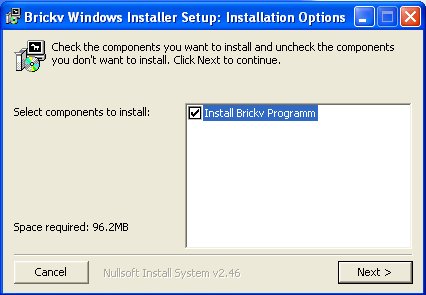 Brickv Windows Installer Setup: Installation Options
Check the components you want to install and uncheck the components
you don't want to install. Click Next to continue.
Select components to install:
Install Brickv Programm
Space required: 96.2MB
Cancel
Nullsoft Install System v2.46
Next >